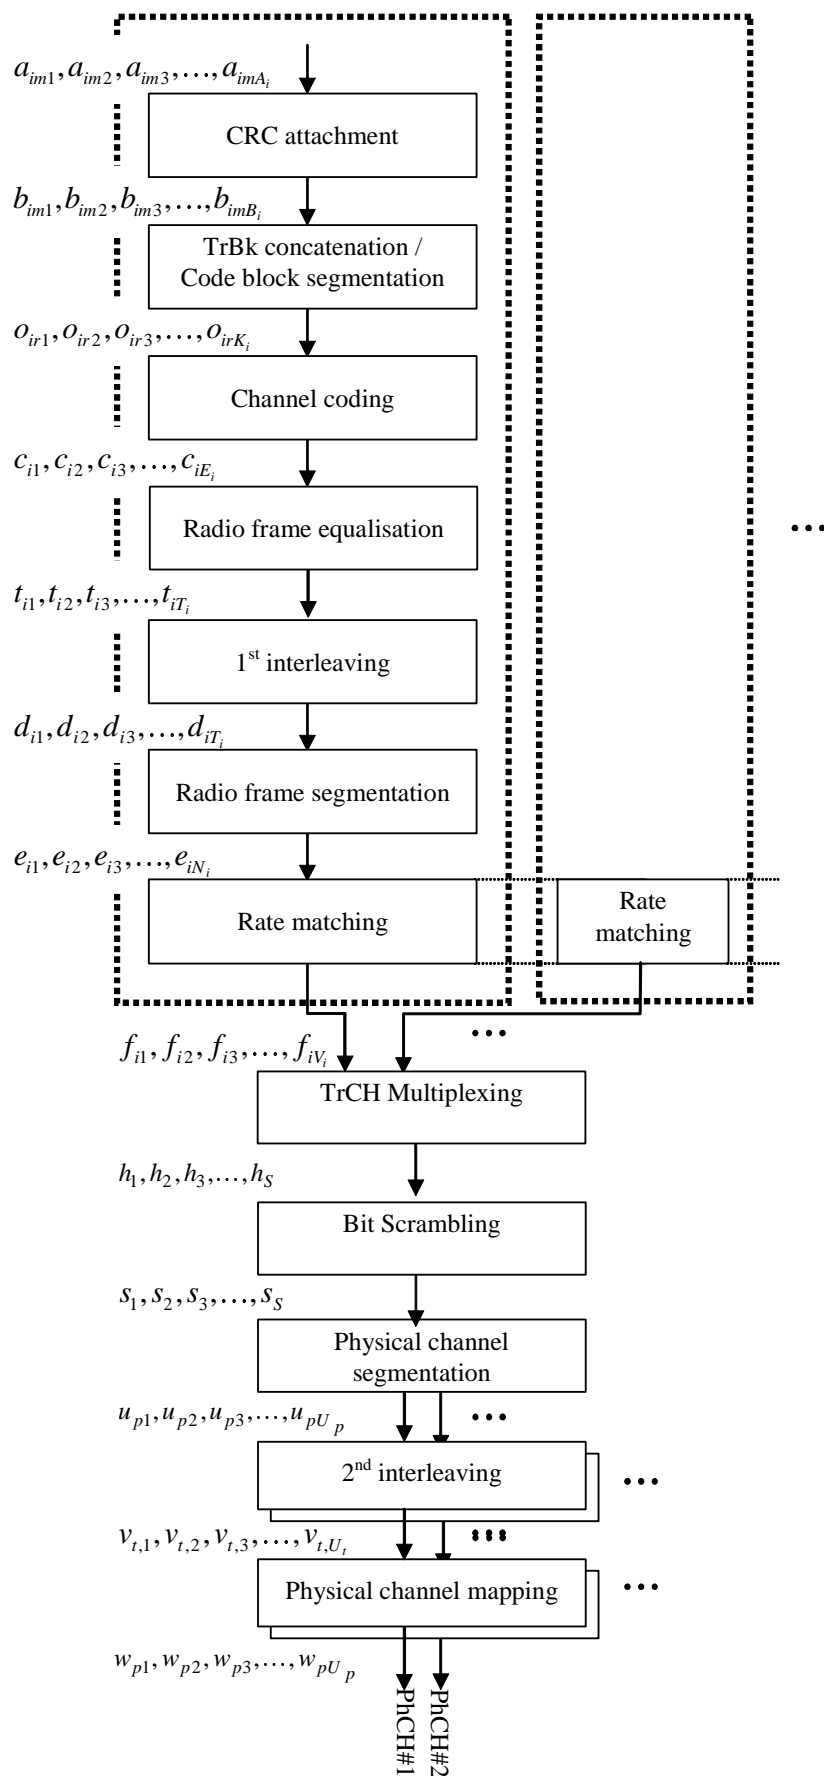 a_{im1}, a_{im2}, a_{im3}, …, a_{imA_i}
CRC attachment
b_{im1}, b_{im2}, b_{im3}, …, b_{imB_i}
TrBk concatenation /
Code block segmentation
o_{ir1}, o_{ir2}, o_{ir3}, …, o_{irK_i}
Channel coding
c_{i1}, c_{i2}, c_{i3}, …, c_{iE_i}
Radio frame equalisation
…
t_{i1}, t_{i2}, t_{i3}, …, t_{iT_i}
1^{st} interleaving
d_{i1}, d_{i2}, d_{i3}, …, d_{iT_i}
Radio frame segmentation
e_{i1}, e_{i2}, e_{i3}, …, e_{iN_i}
Rate matching
Rate
matching
…
f_{i1}, f_{i2}, f_{i3}, …, f_{iV_i}
TrCH Multiplexing
h_1, h_2, h_3, …, h_S
Bit Scrambling
s_1, s_2, s_3, …, s_S
Physical channel
segmentation
u_{p1}, u_{p2}, u_{p3}, …, u_{pU_p}
…
2^{nd} interleaving
…
v_{t,1}, v_{t,2}, v_{t,3}, …, v_{t,U_t}
…
Physical channel mapping
…
w_{p1}, w_{p2}, w_{p3}, …, w_{pU_p}
PhCH#1
PhCH#2